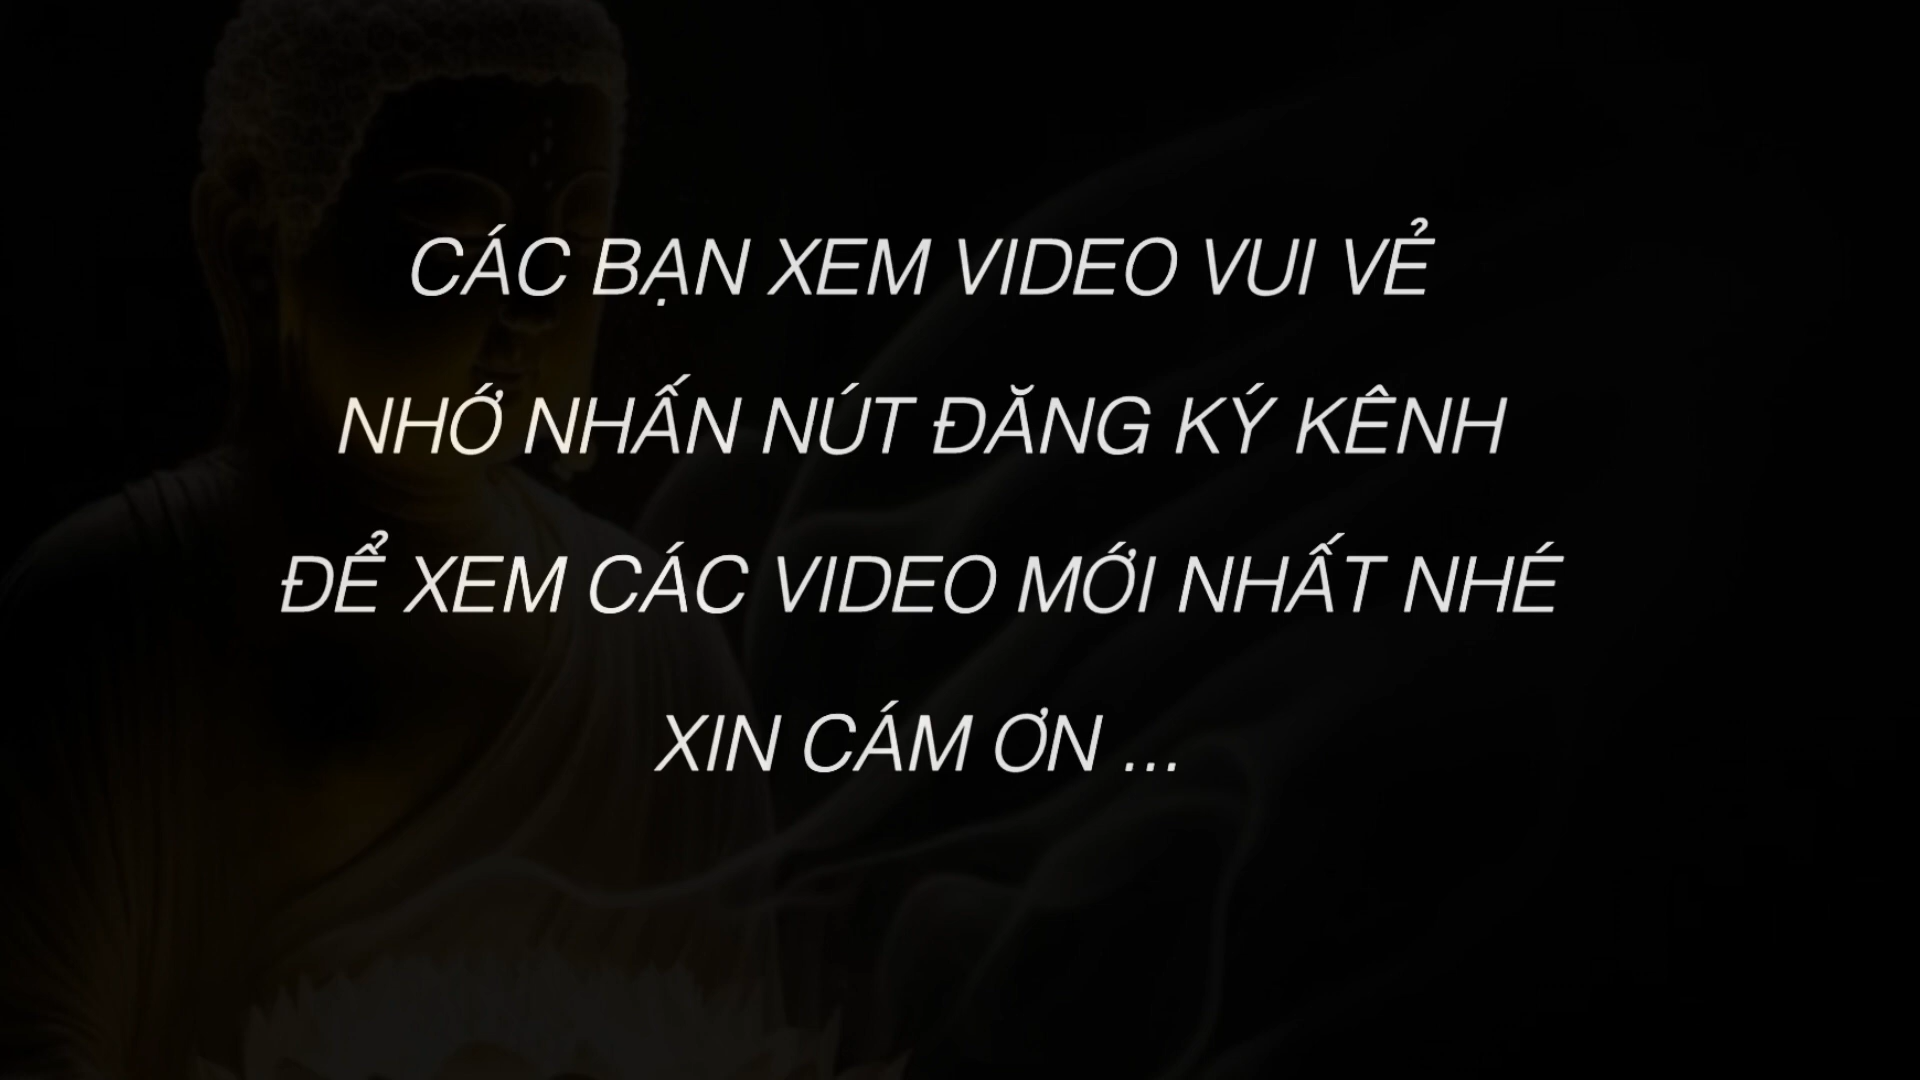 CÁC BẠN XEM VIDEO VUI VẺ
NHỚ NHẤN NÚT ĐĂNG KÝ KÊNH
ĐỂ XEM CÁC VIDEO MỚI NHẤT NHÉ
XIN CÁM ƠN ...